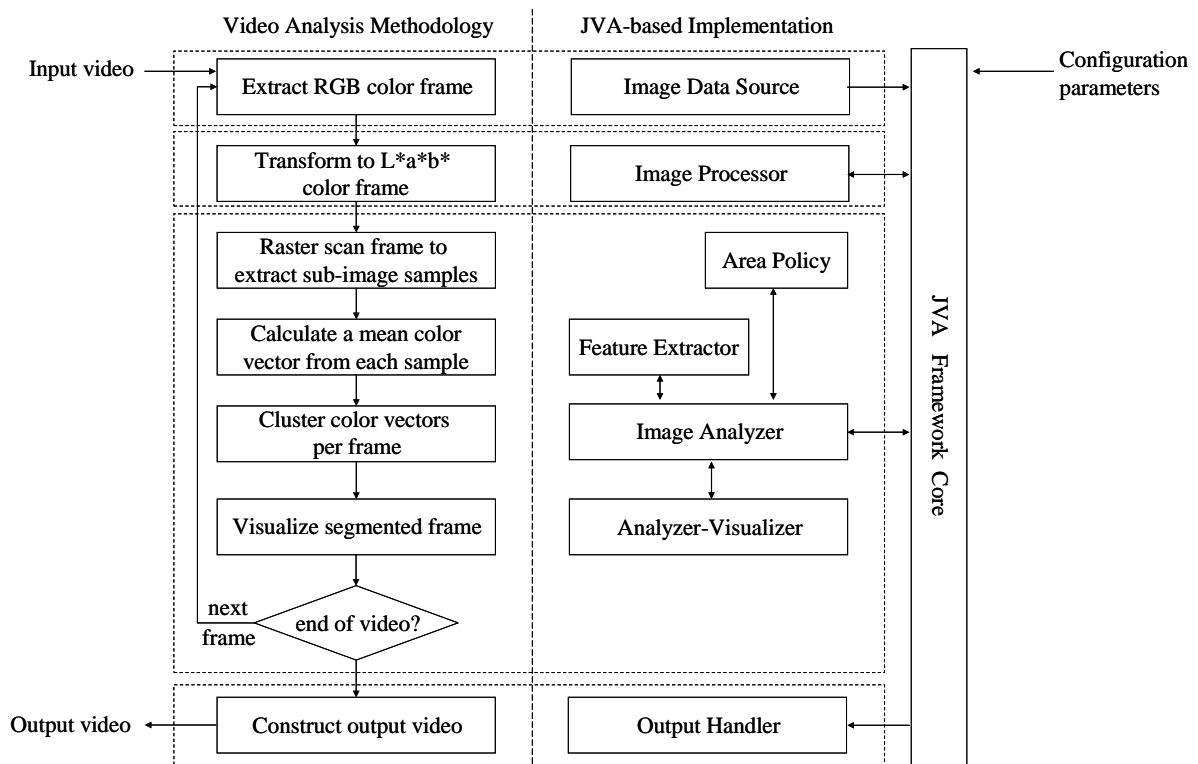 Video Analysis Methodology
JVA-based Implementation
Input video
Extract RGB color frame
Image Data Source
Configuration
parameters
Transform to L*a*b*
color frame
Image Processor
Raster scan frame to
extract sub-image samples
Area Policy
Calculate a mean color
vector from each sample
Feature Extractor
Cluster color vectors
per frame
Image Analyzer
Visualize segmented frame
Analyzer-Visualizer
JVA Framework Core
next
frame
end of video?
Output video
Construct output video
Output Handler